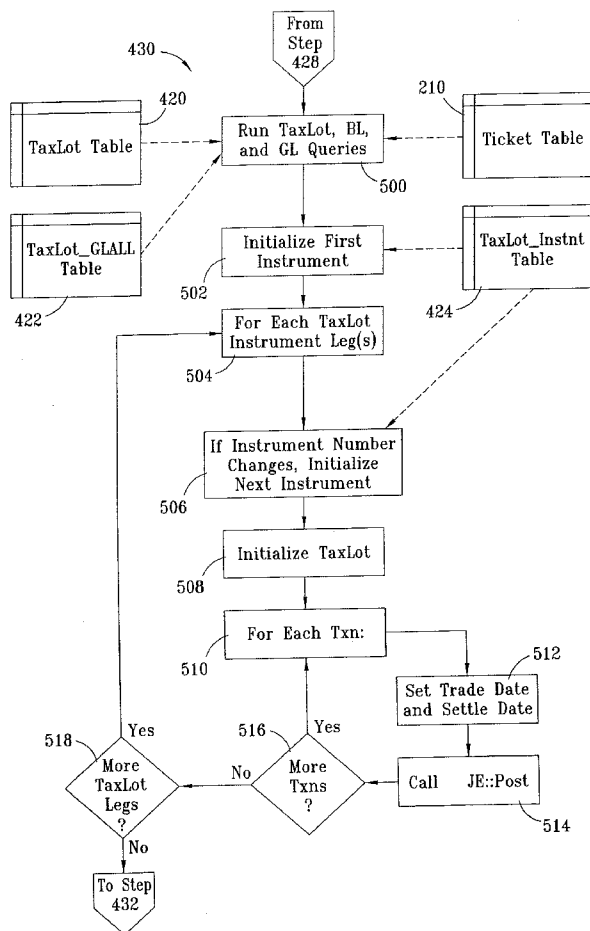 From
Step
428
430
420
TaxLot Table
Run TaxLot, BL,
and GL Queries
500
210
Ticket Table
TaxLot_GLALL
Table
422
Initialize First
Instrument
502
TaxLot_Instnt
Table
424
For Each TaxLot
Instrument Leg(s)
504
If Instrument Number
Changes, Initialize
Next Instrument
506
Initialize TaxLot
508
For Each Txn:
510
512
Set Trade Date
and Settle Date
Call JE::Post
514
516
Yes
More
Txns
?
No
518
Yes
More
TaxLot
Legs
?
No
To Step
432